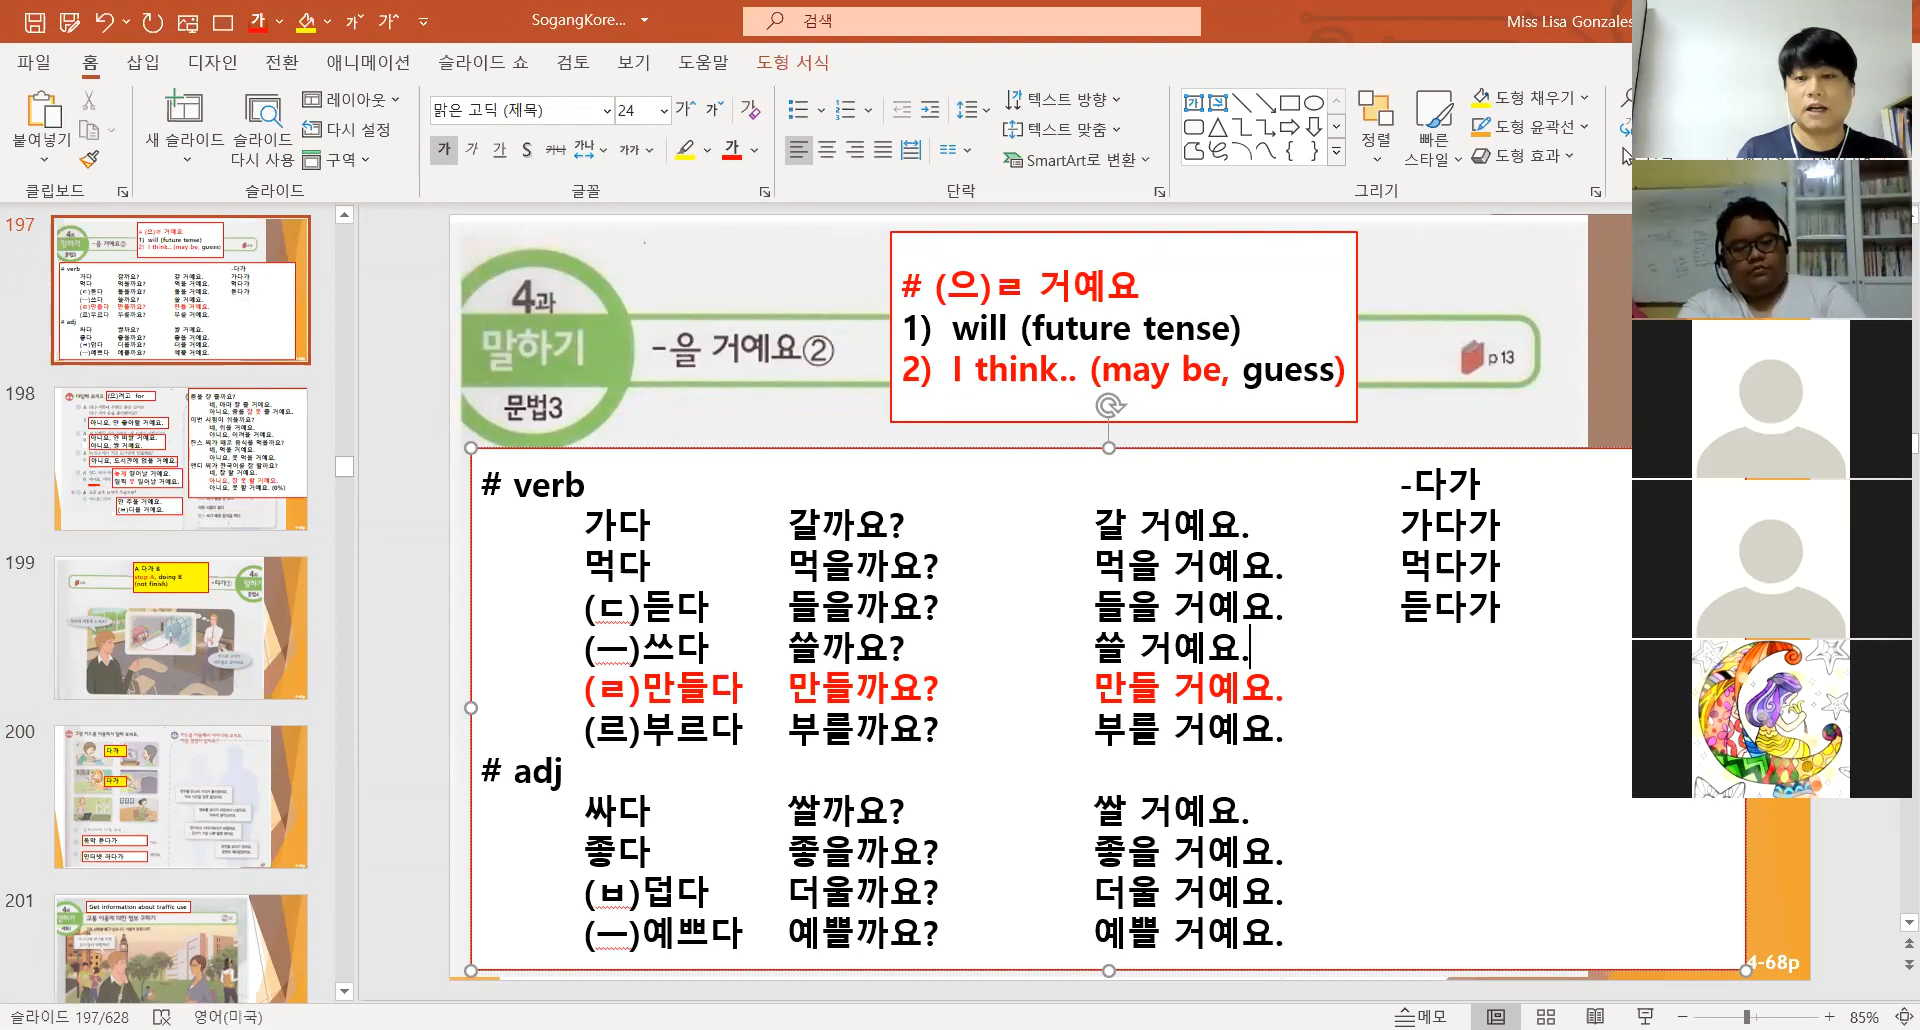 SogangKore...
검색
Miss Lisa Gonzales
파일 홈 삽입 디자인 전환 애니메이션 슬라이드 쇼 검토 보기 도움말 도형 서식
붙여넣기
새 슬라이드
슬라이드 다시 사용
레이아웃
다시 설정
구역
맑은 고딕 (제목) 24
텍스트 방향
텍스트 맞춤
SmartArt로 변환
정렬
빠른 스타일
도형 채우기
도형 윤곽선
도형 효과
클립보드 슬라이드 글꼴 단락 그리기
197
198
199
200
201
4과
말하기
문법3
-을 거예요②
p13
# (으)ㄹ 거예요
1) will (future tense)
2) I think.. (may be, guess)
# verb -다가
가다 갈까요? 갈 거예요. 가다가
먹다 먹을까요? 먹을 거예요. 먹다가
(ㄷ)듣다 들을까요? 들을 거예요. 듣다가
(ㅡ)쓰다 쓸까요? 쓸 거예요.
(ㄹ)만들다 만들까요? 만들 거예요.
(르)부르다 부를까요? 부를 거예요.
# adj
싸다 쌀까요? 쌀 거예요.
좋다 좋을까요? 좋을 거예요.
(ㅂ)덥다 더울까요? 더울 거예요.
(ㅡ)예쁘다 예쁠까요? 예쁠 거예요.
4-68p
A 다가 B
stop A, doing B
(not finish)
다가
다가
Get information about traffic use
슬라이드 197/628 영어(미국) 메모 85%